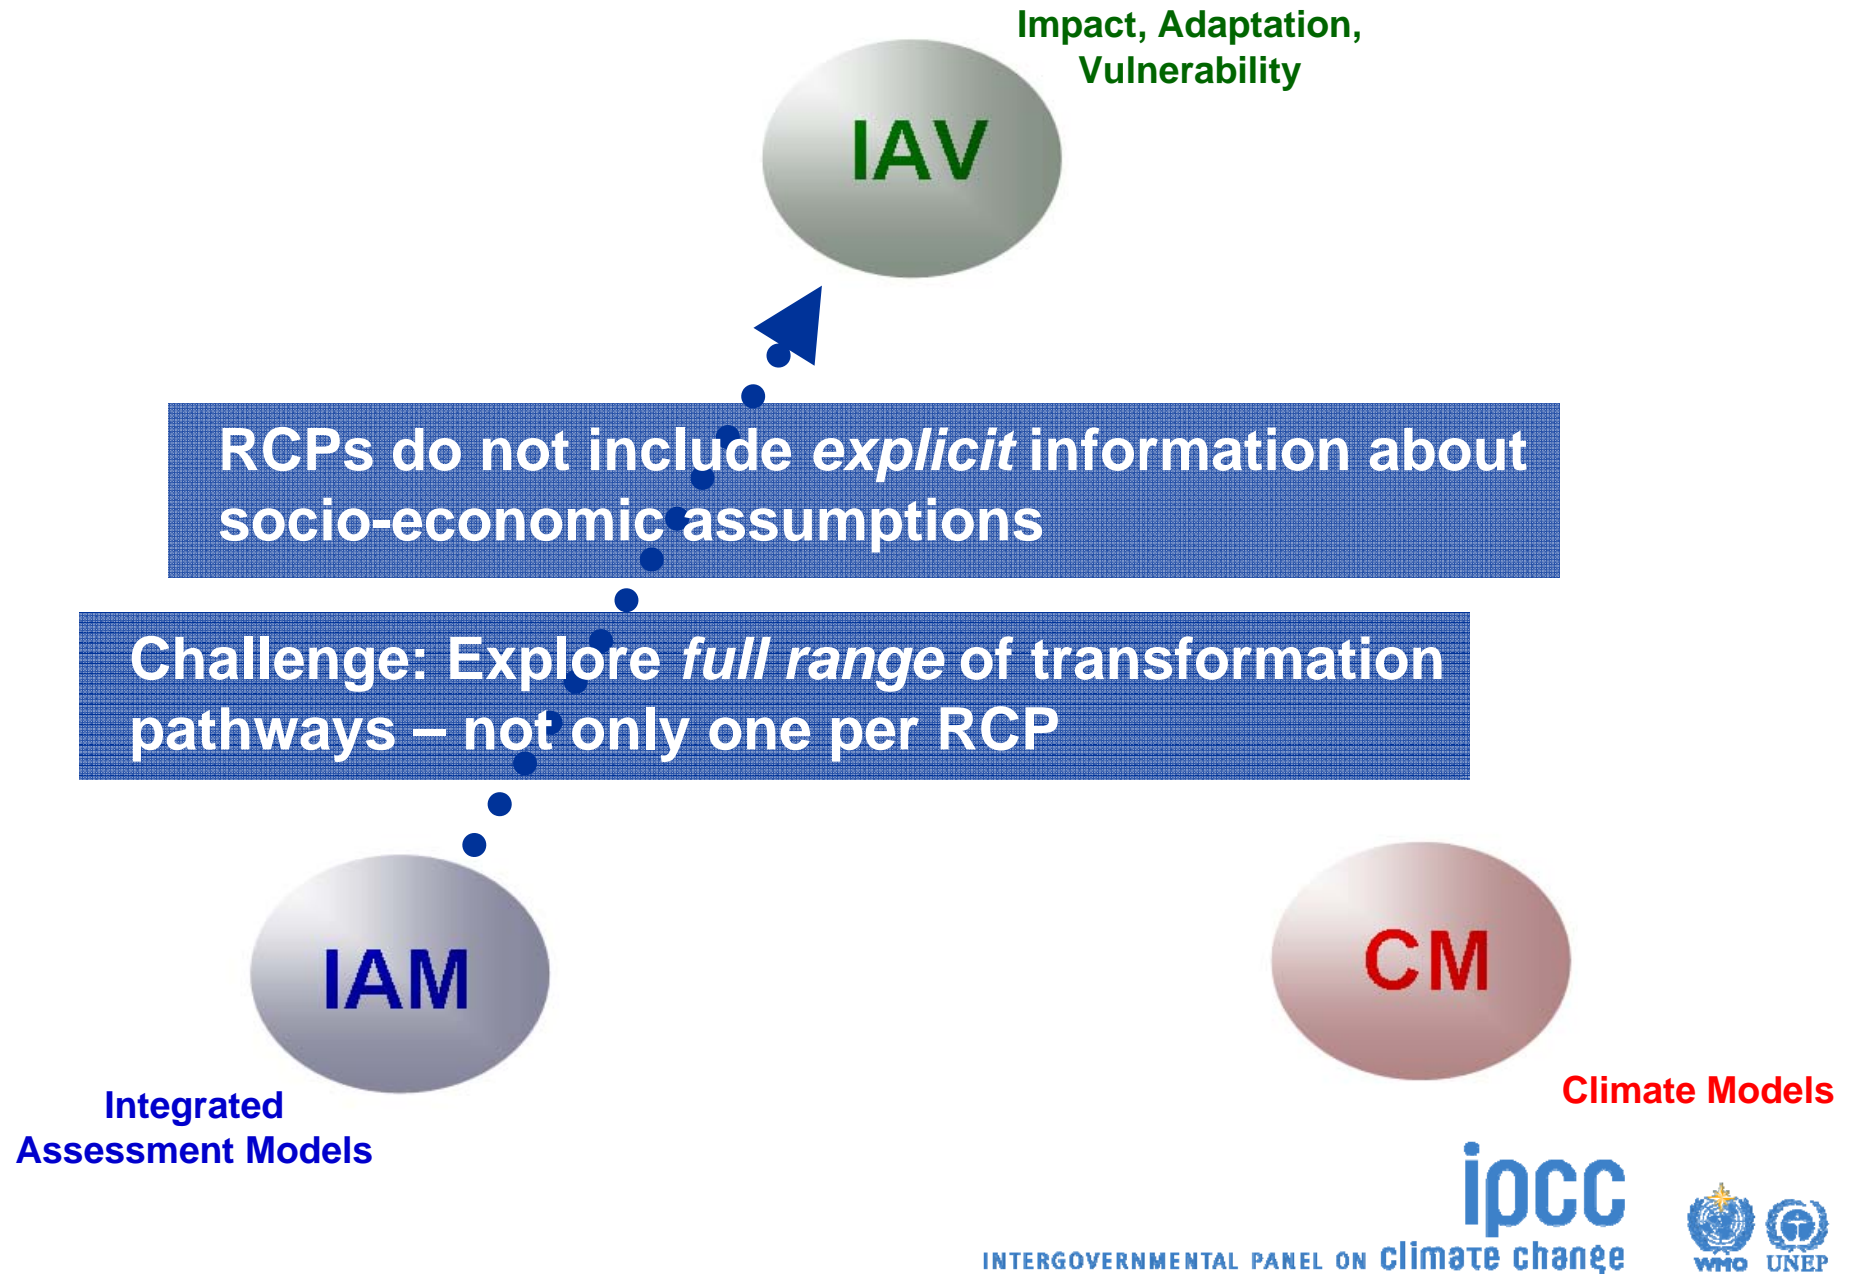 Impact, Adaptation,
Vulnerability
IAV
RCPs do not include explicit information about
socio-economic assumptions
Challenge: Explore full range of transformation
pathways – not only one per RCP
IAM
CM
Integrated
Assessment Models
Climate Models
ipcc
INTERGOVERNMENTAL PANEL ON climate change
WMO UNEP